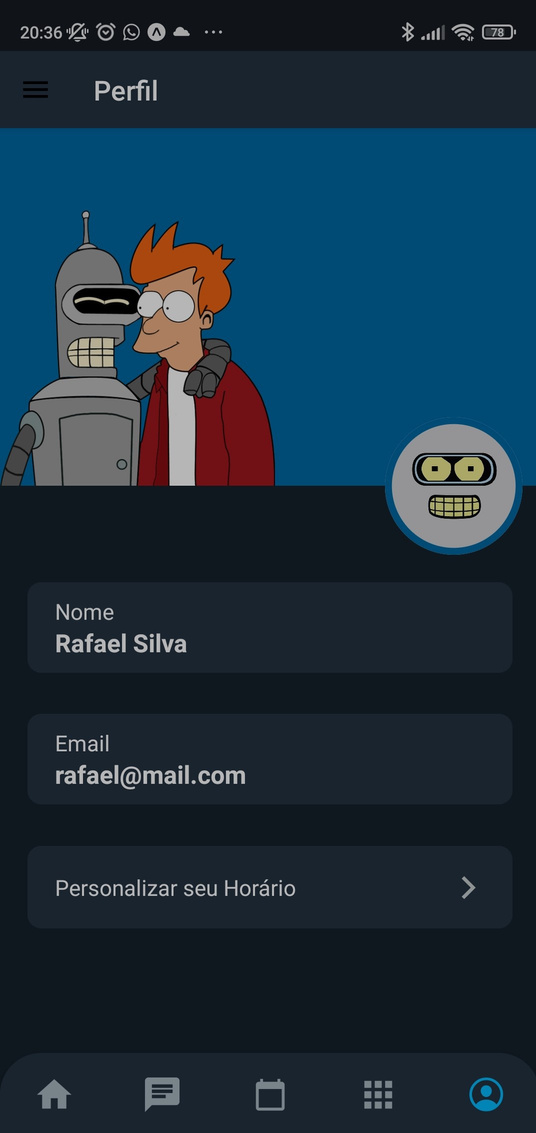 20:36
78
Perfil
Nome
Rafael Silva
Email
rafael@mail.com
Personalizar seu Horário